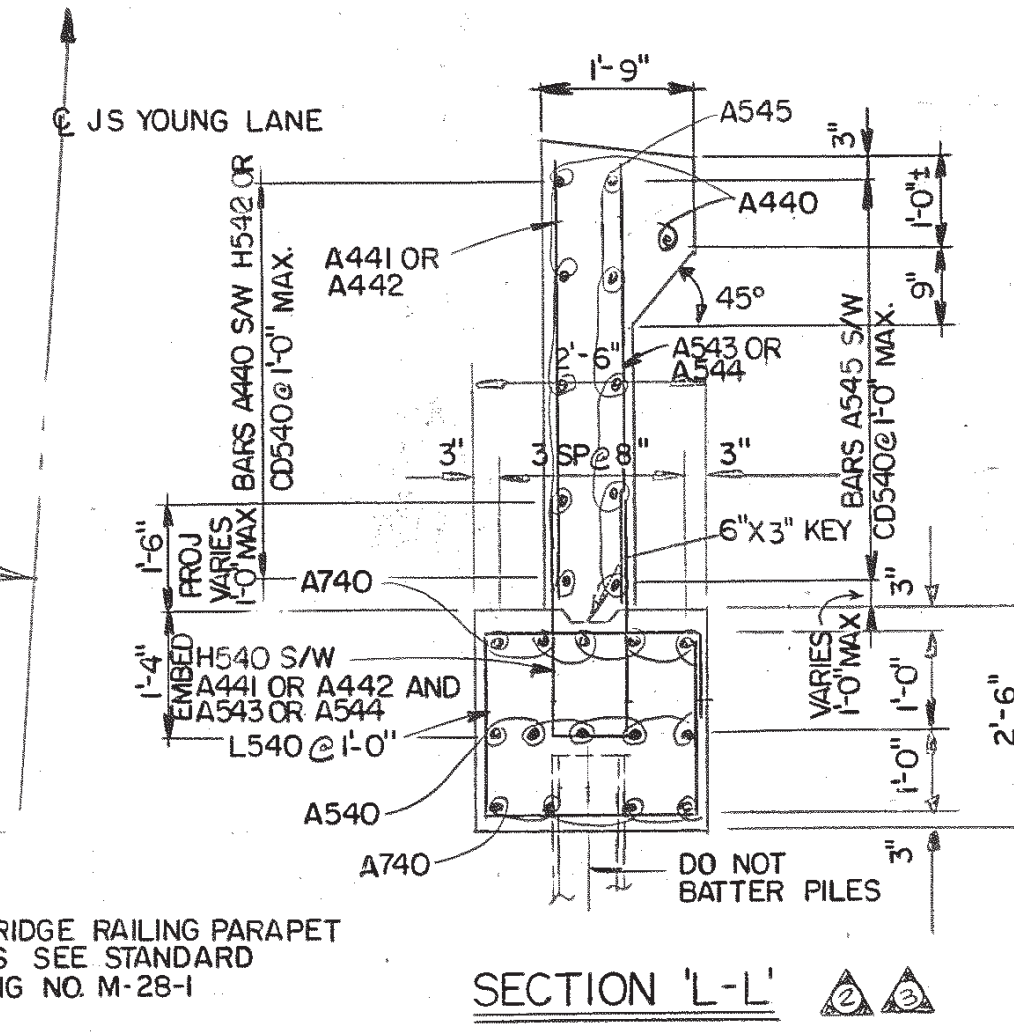 1'-9"
℄ JS YOUNG LANE
A545
3"
A440
1'-0"±
A441 OR
A442
BARS A440 S/W H542 OR
CD540@1'-0" MAX.
45°
9"
2'-6"
A543 OR
A544
BARS A545 S/W
CD540@1'-0" MAX.
3"
3 SP@8"
3"
6"X3" KEY
1'-6"
PROJ
VARIES
1'-0"MAX
A740
3"
VARIES
1'-0"MAX
1'-4"
EMBED
H540 S/W
A441 OR A442 AND
A543 OR A544
L540@1'-0"
1'-0"
2'-6"
1'-0"
A540
A740
3"
DO NOT
BATTER PILES
RIDGE RAILING PARAPET
S SEE STANDARD
NG NO. M-28-1
SECTION 'L-L'
2
3